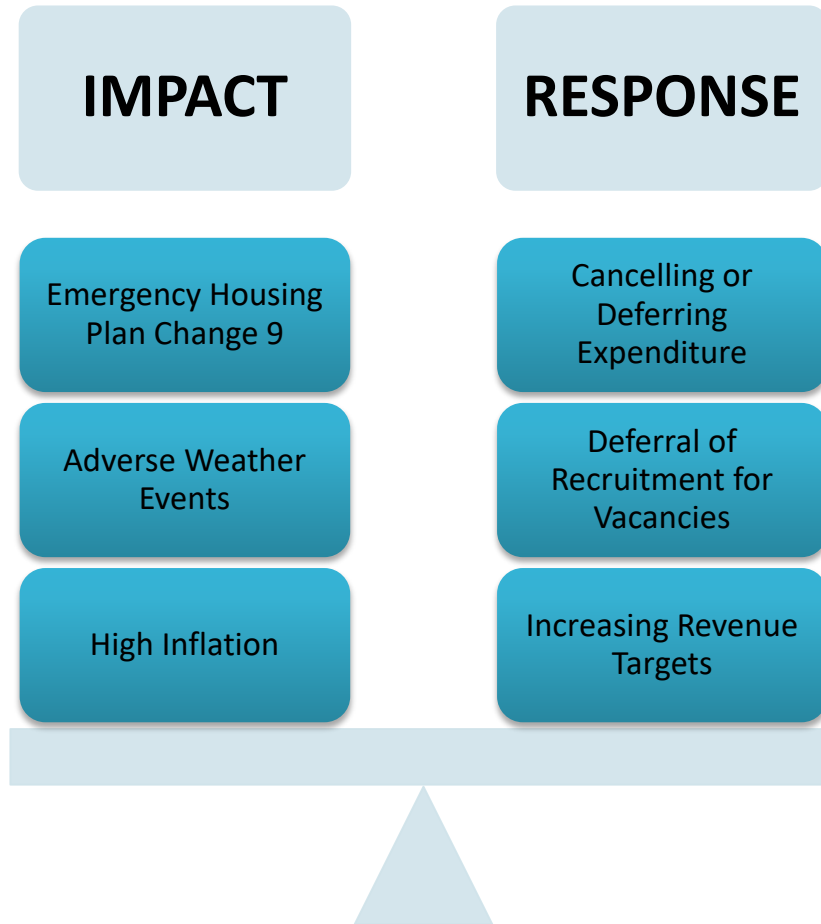 IMPACT
RESPONSE
Emergency Housing
Plan Change 9
Cancelling or
Deferring
Expenditure
Adverse Weather
Events
Deferral of
Recruitment for
Vacancies
High Inflation
Increasing Revenue
Targets